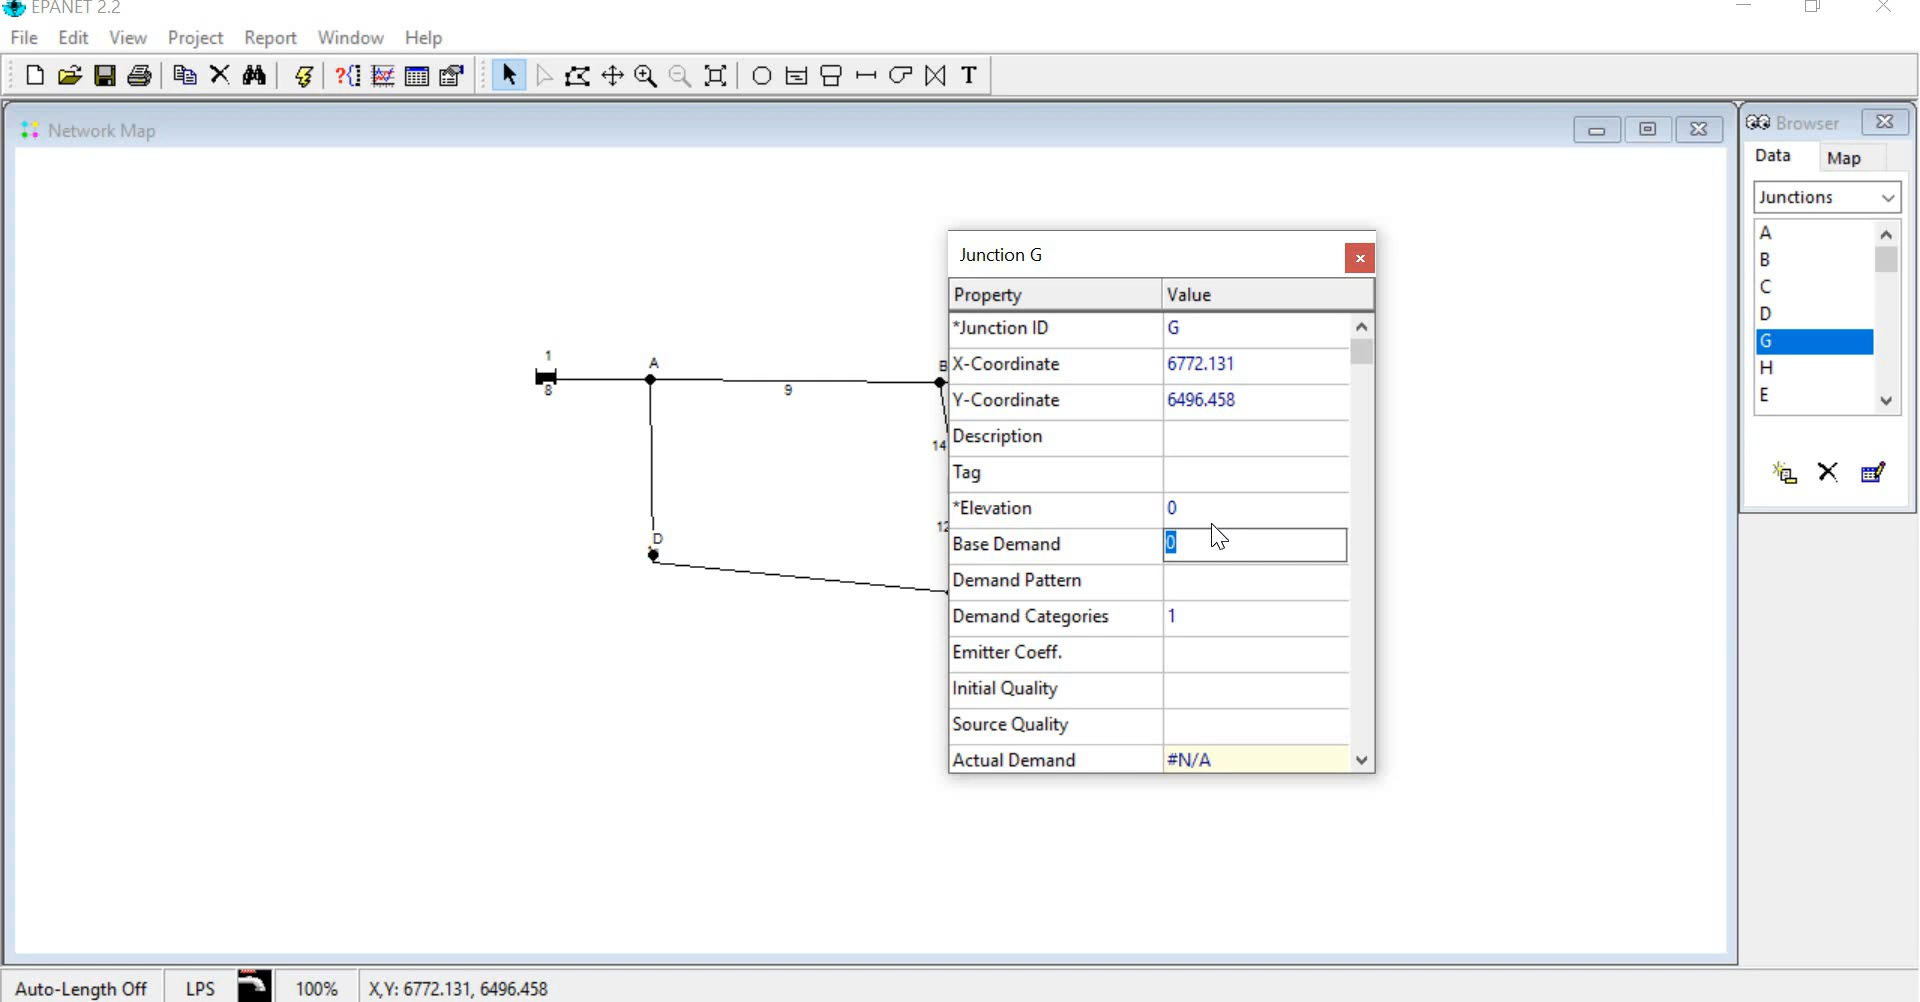 EPANET 2.2
File Edit View Project Report Window Help
?{} T
Network Map
Browser
Data Map
Junctions
A
B
C
D
G
H
E
1
8
A
9
B
14
12
D
Junction G
Property Value
*Junction ID G
X-Coordinate 6772.131
Y-Coordinate 6496.458
Description
Tag
*Elevation 0
Base Demand 0
Demand Pattern
Demand Categories 1
Emitter Coeff.
Initial Quality
Source Quality
Actual Demand #N/A
Auto-Length Off LPS 100% X,Y: 6772.131, 6496.458